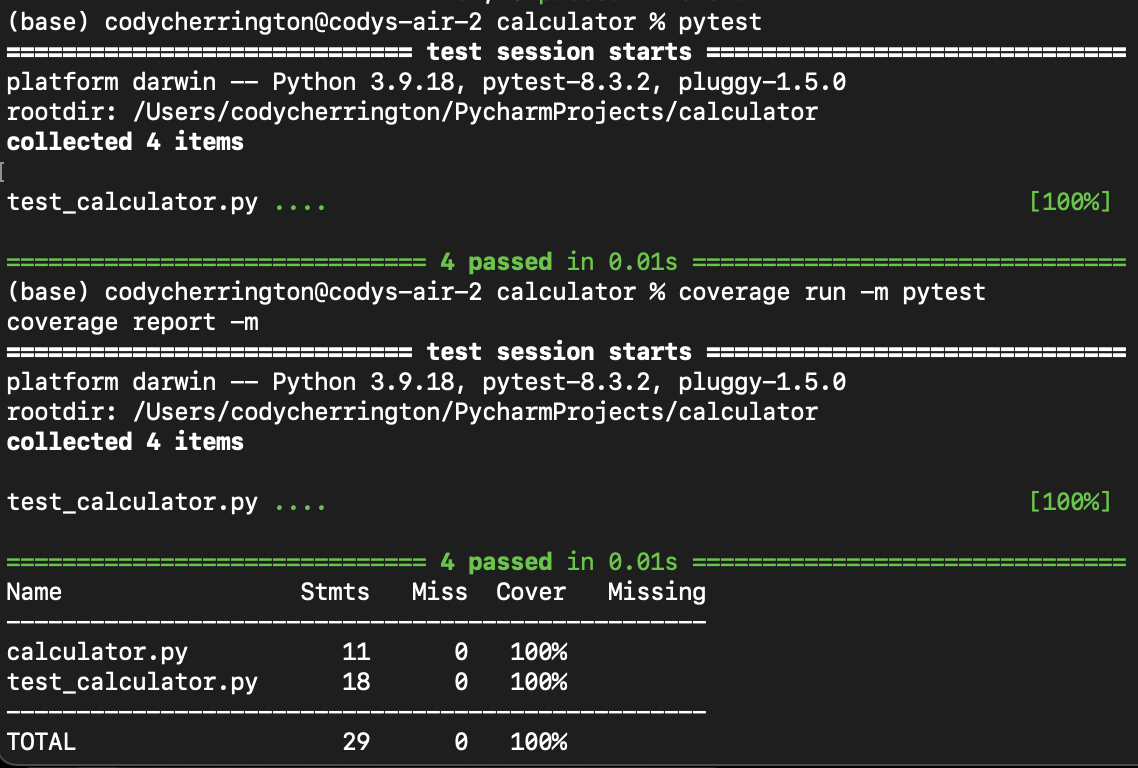 (base) codycherrington@codys-air-2 calculator % pytest
============================= test session starts ==============================
platform darwin -- Python 3.9.18, pytest-8.3.2, pluggy-1.5.0
rootdir: /Users/codycherrington/PycharmProjects/calculator
collected 4 items
test_calculator.py .... [100%]
============================== 4 passed in 0.01s ===============================
(base) codycherrington@codys-air-2 calculator % coverage run -m pytest
coverage report -m
============================= test session starts ==============================
platform darwin -- Python 3.9.18, pytest-8.3.2, pluggy-1.5.0
rootdir: /Users/codycherrington/PycharmProjects/calculator
collected 4 items
test_calculator.py .... [100%]
============================== 4 passed in 0.01s ===============================
Name Stmts Miss Cover Missing
--------------------------------------------------
calculator.py 11 0 100%
test_calculator.py 18 0 100%
--------------------------------------------------
TOTAL 29 0 100%